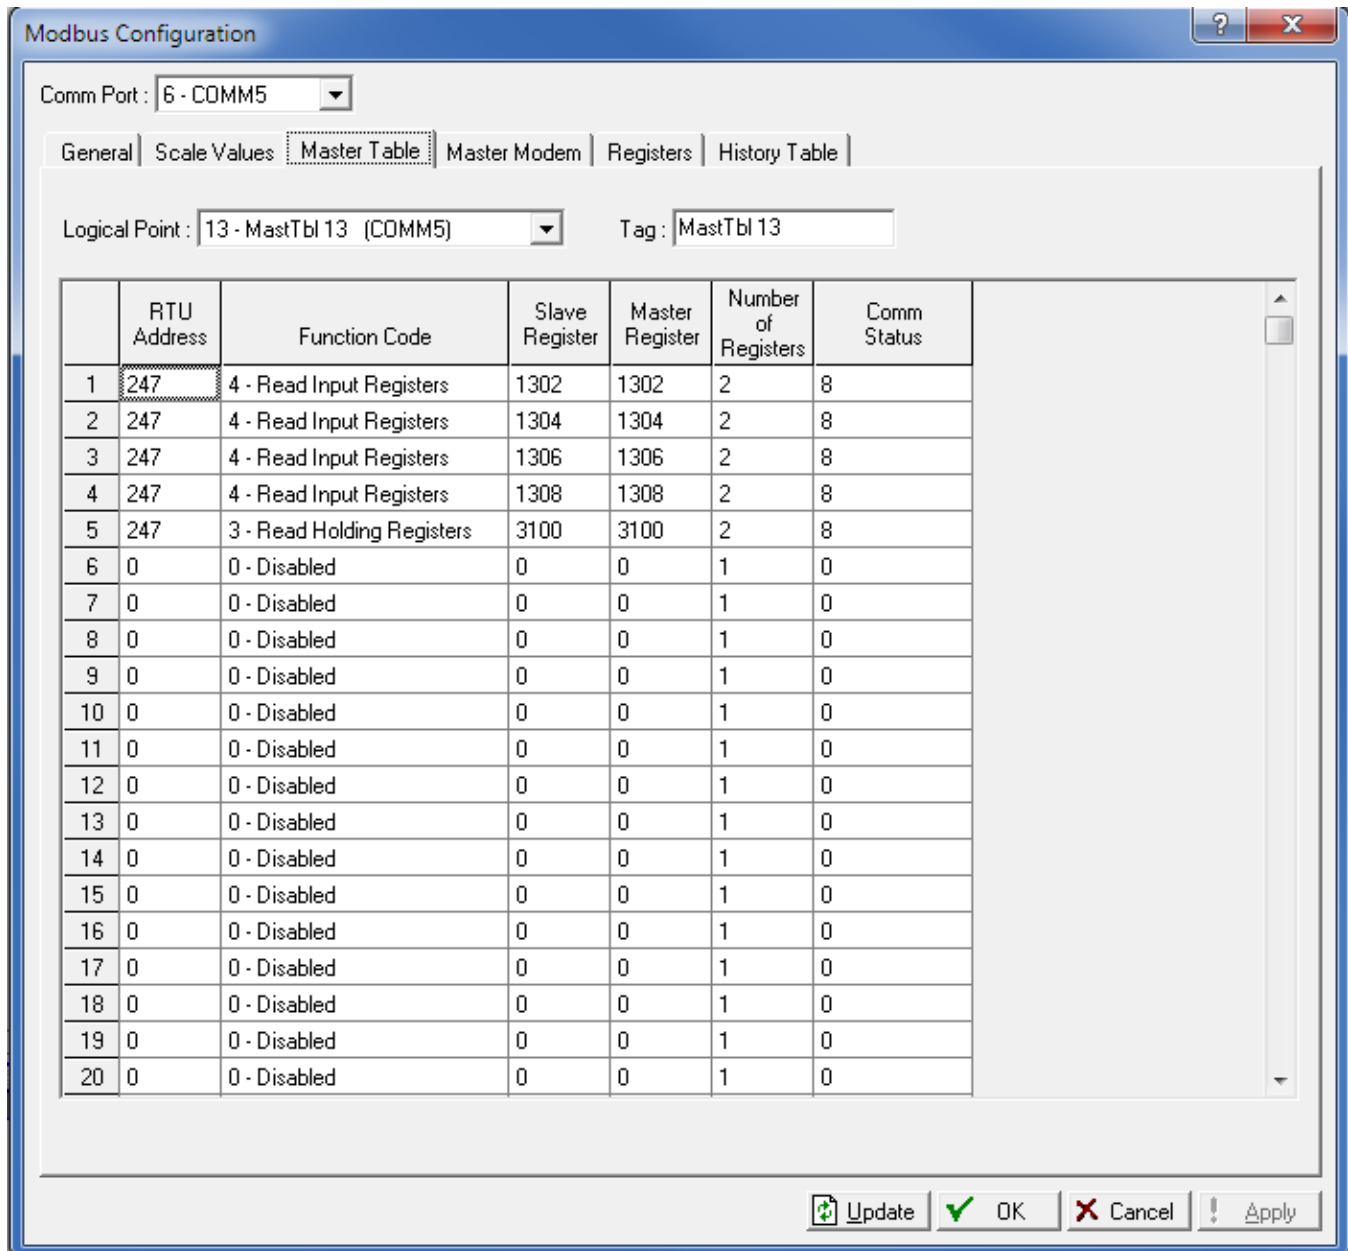 Modbus Configuration
?
Comm Port : 6 - COMM5
General Scale Values Master Table Master Modem Registers History Table
Logical Point : 13 - MastTbl 13 (COMM5) Tag : MastTbl 13
RTU Address Function Code Slave Register Master Register Number of Registers Comm Status
1 247 4 - Read Input Registers 1302 1302 2 8
2 247 4 - Read Input Registers 1304 1304 2 8
3 247 4 - Read Input Registers 1306 1306 2 8
4 247 4 - Read Input Registers 1308 1308 2 8
5 247 3 - Read Holding Registers 3100 3100 2 8
6 0 0 - Disabled 0 0 1 0
7 0 0 - Disabled 0 0 1 0
8 0 0 - Disabled 0 0 1 0
9 0 0 - Disabled 0 0 1 0
10 0 0 - Disabled 0 0 1 0
11 0 0 - Disabled 0 0 1 0
12 0 0 - Disabled 0 0 1 0
13 0 0 - Disabled 0 0 1 0
14 0 0 - Disabled 0 0 1 0
15 0 0 - Disabled 0 0 1 0
16 0 0 - Disabled 0 0 1 0
17 0 0 - Disabled 0 0 1 0
18 0 0 - Disabled 0 0 1 0
19 0 0 - Disabled 0 0 1 0
20 0 0 - Disabled 0 0 1 0
Update OK Cancel ! Apply